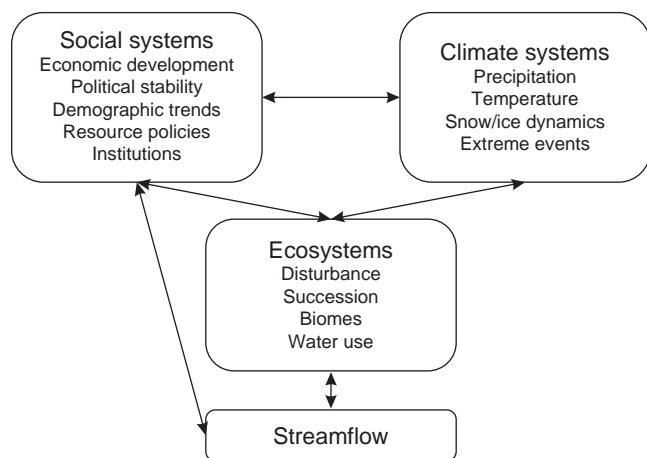 Social systems
Economic development
Political stability
Demographic trends
Resource policies
Institutions
Climate systems
Precipitation
Temperature
Snow/ice dynamics
Extreme events
Ecosystems
Disturbance
Succession
Biomes
Water use
Streamflow